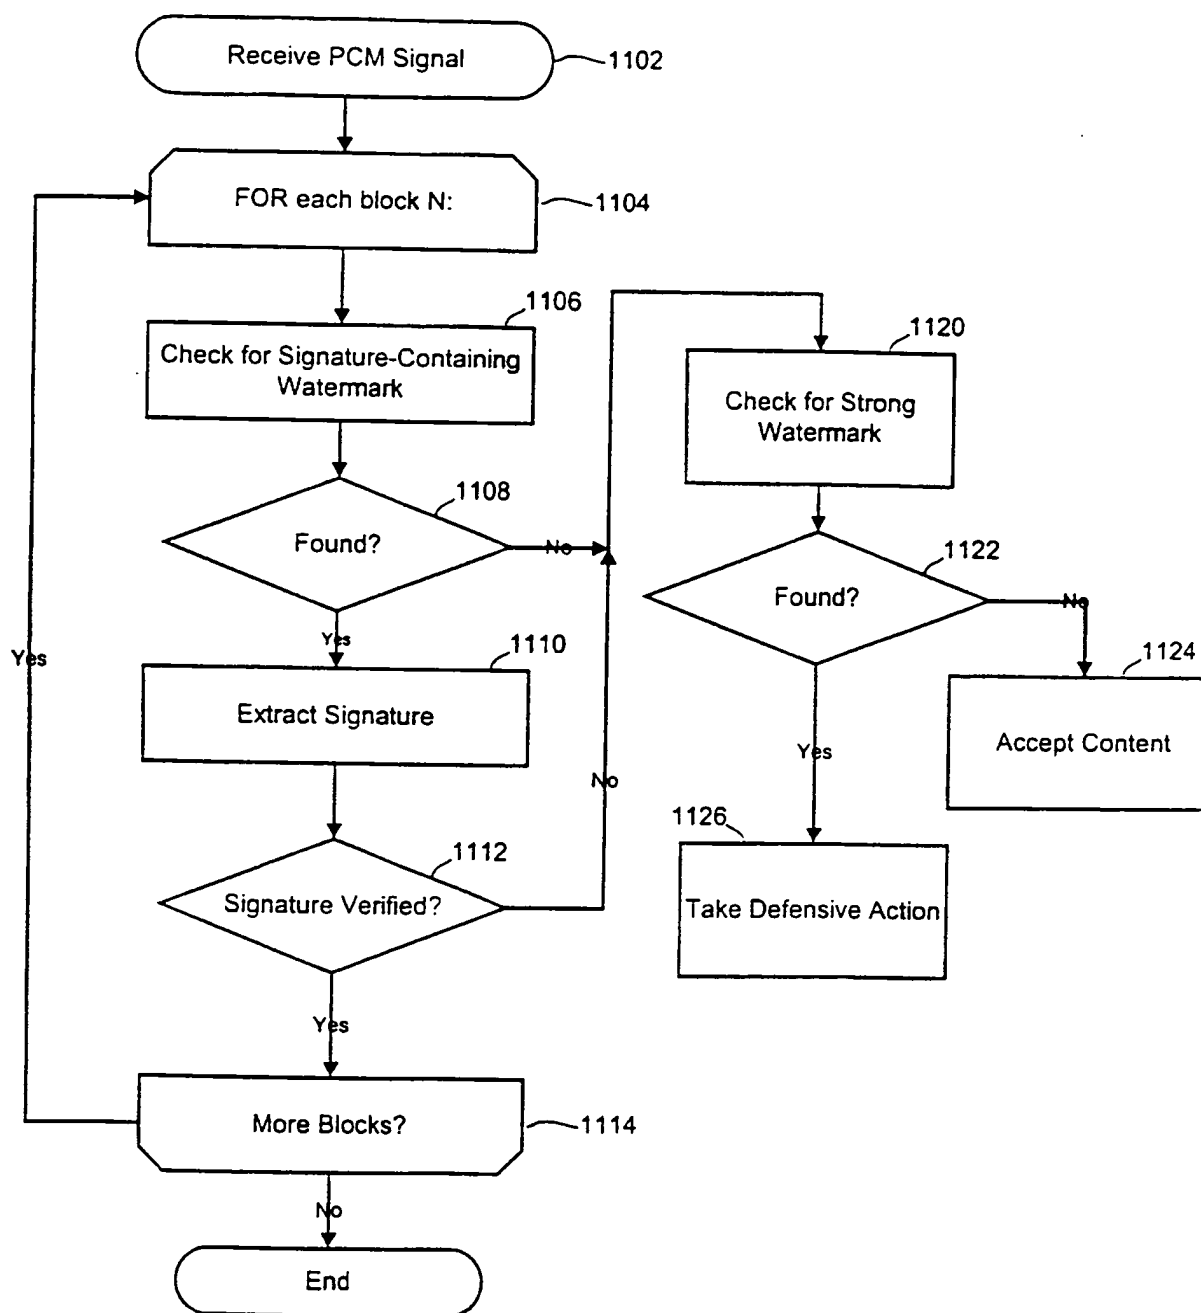 Receive PCM Signal
1102
FOR each block N:
1104
1106
Check for Signature-Containing
Watermark
1108
Found?
No
Yes
1110
Extract Signature
1112
Signature Verified?
No
Yes
More Blocks?
1114
Yes
No
End
1120
Check for Strong
Watermark
1122
Found?
No
1124
Accept Content
Yes
1126
Take Defensive Action